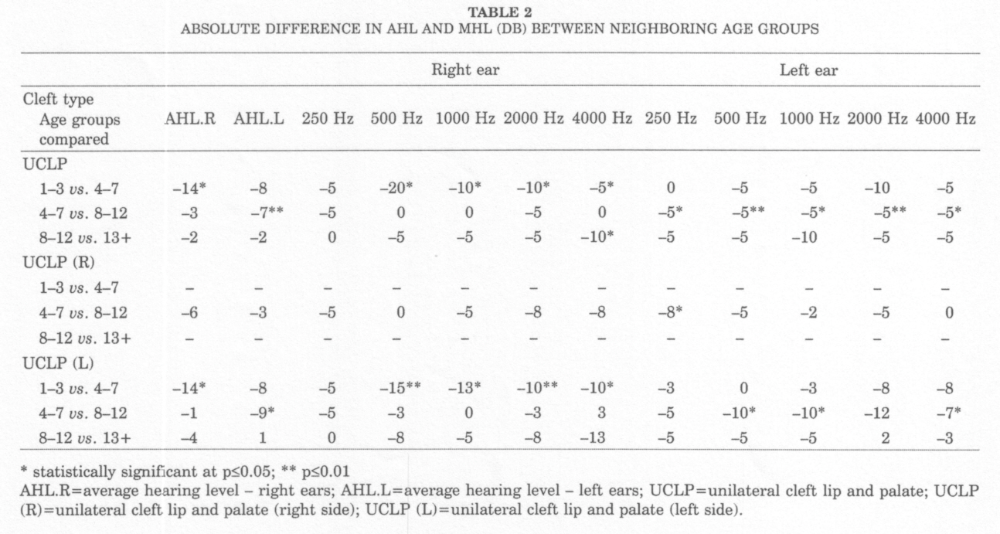 TABLE 2
ABSOLUTE DIFFERENCE IN AHL AND MHL (DB) BETWEEN NEIGHBORING AGE GROUPS
Right ear Left ear
Cleft type
Age groups AHL.R AHL.L 250 Hz 500 Hz 1000 Hz 2000 Hz 4000 Hz 250 Hz 500 Hz 1000 Hz 2000 Hz 4000 Hz
compared
UCLP
1–3 vs. 4–7 –14* –8 –5 –20* –10* –10* –5* 0 –5 –5 –10 –5
4–7 vs. 8–12 –3 –7** –5 0 0 –5 0 –5* –5** –5* –5** –5*
8–12 vs. 13+ –2 –2 0 –5 –5 –5 –10* –5 –5 –10 –5 –5
UCLP (R)
1–3 vs. 4–7 – – – – – – – – – – – –
4–7 vs. 8–12 –6 –3 –5 0 –5 –8 –8 –8* –5 –2 –5 0
8–12 vs. 13+ – – – – – – – – – – – –
UCLP (L)
1–3 vs. 4–7 –14* –8 –5 –15** –13* –10** –10* –3 0 –3 –8 –8
4–7 vs. 8–12 –1 –9* –5 –3 0 –3 3 –5 –10* –10* –12 –7*
8–12 vs. 13+ –4 1 0 –8 –5 –8 –13 –5 –5 –5 2 –3
* statistically significant at p≤0.05; ** p≤0.01
AHL.R=average hearing level – right ears; AHL.L=average hearing level – left ears; UCLP=unilateral cleft lip and palate; UCLP
(R)=unilateral cleft lip and palate (right side); UCLP (L)=unilateral cleft lip and palate (left side).